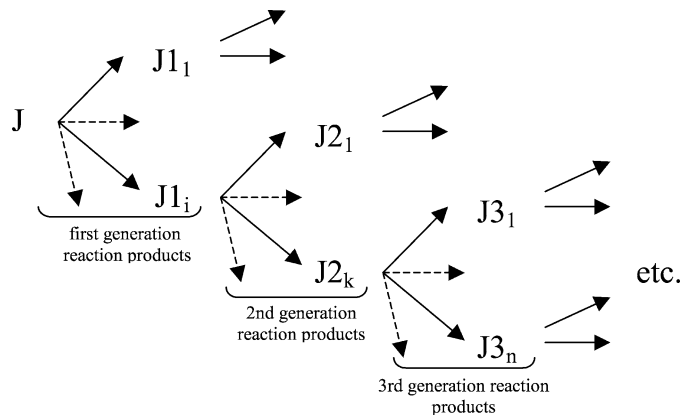 J
J1₁
J1ᵢ
first generation
reaction products
J2₁
J2ₖ
2nd generation
reaction products
J3₁
J3ₙ
3rd generation reaction
products
etc.